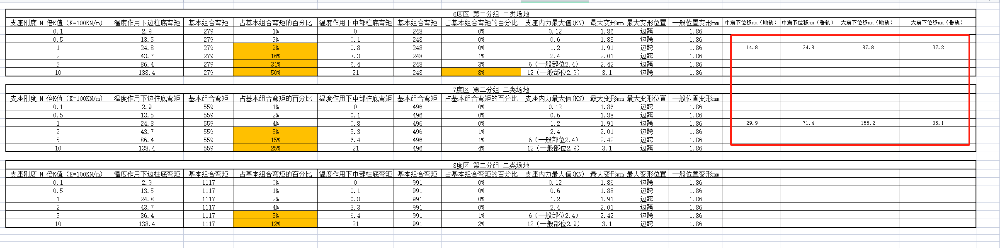 6度区 第二分组 二类场地
支座刚度 N 倍K值（K=100KN/m） 温度作用下边柱底弯矩 基本组合弯矩 占基本组合弯矩的百分比 温度作用下中部柱底弯矩 基本组合弯矩 占基本组合弯矩的百分比 支座内力最大值(KN) 最大变形mm 最大变形位置 一般位置变形mm 中震下位移mm（顺轨） 中震下位移mm（垂轨） 大震下位移mm（顺轨） 大震下位移mm（垂轨）
0.1 2.9 279 1% 0 248 0% 0.12 1.86 边跨 1.86
0.5 13.5 279 5% 0.1 248 0% 0.6 1.88 边跨 1.86
1 24.8 279 9% 0.8 248 0% 1.2 1.91 边跨 1.86 14.8 34.8 87.8 37.2
2 43.7 279 16% 3.3 248 1% 2.4 2.01 边跨 1.86
5 86.4 279 31% 6.4 248 3% 6（一般部位2.4） 2.42 边跨 1.86
10 138.4 279 50% 21 248 8% 12（一般部位2.9） 3.1 边跨 1.86
7度区 第二分组 二类场地
支座刚度 N 倍K值（K=100KN/m） 温度作用下边柱底弯矩 基本组合弯矩 占基本组合弯矩的百分比 温度作用下中部柱底弯矩 基本组合弯矩 占基本组合弯矩的百分比 支座内力最大值(KN) 最大变形mm 最大变形位置 一般位置变形mm
0.1 2.9 559 1% 0 496 0% 0.12 1.86 边跨 1.86
0.5 13.5 559 2% 0.1 496 0% 0.6 1.88 边跨 1.86
1 24.8 559 4% 0.8 496 0% 1.2 1.91 边跨 1.86 29.9 71.4 155.2 65.1
2 43.7 559 8% 3.3 496 1% 2.4 2.01 边跨 1.86
5 86.4 559 15% 6.4 496 1% 6（一般部位2.4） 2.42 边跨 1.86
10 138.4 559 25% 21 496 4% 12（一般部位2.9） 3.1 边跨 1.86
8度区 第二分组 二类场地
支座刚度 N 倍K值（K=100KN/m） 温度作用下边柱底弯矩 基本组合弯矩 占基本组合弯矩的百分比 温度作用下中部柱底弯矩 基本组合弯矩 占基本组合弯矩的百分比 支座内力最大值(KN) 最大变形mm 最大变形位置 一般位置变形mm
0.1 2.9 1117 0% 0 991 0% 0.12 1.86 边跨 1.86
0.5 13.5 1117 1% 0.1 991 0% 0.6 1.88 边跨 1.86
1 24.8 1117 2% 0.8 991 0% 1.2 1.91 边跨 1.86
2 43.7 1117 4% 3.3 991 0% 2.4 2.01 边跨 1.86
5 86.4 1117 8% 6.4 991 1% 6（一般部位2.4） 2.42 边跨 1.86
10 138.4 1117 12% 21 991 2% 12（一般部位2.9） 3.1 边跨 1.86